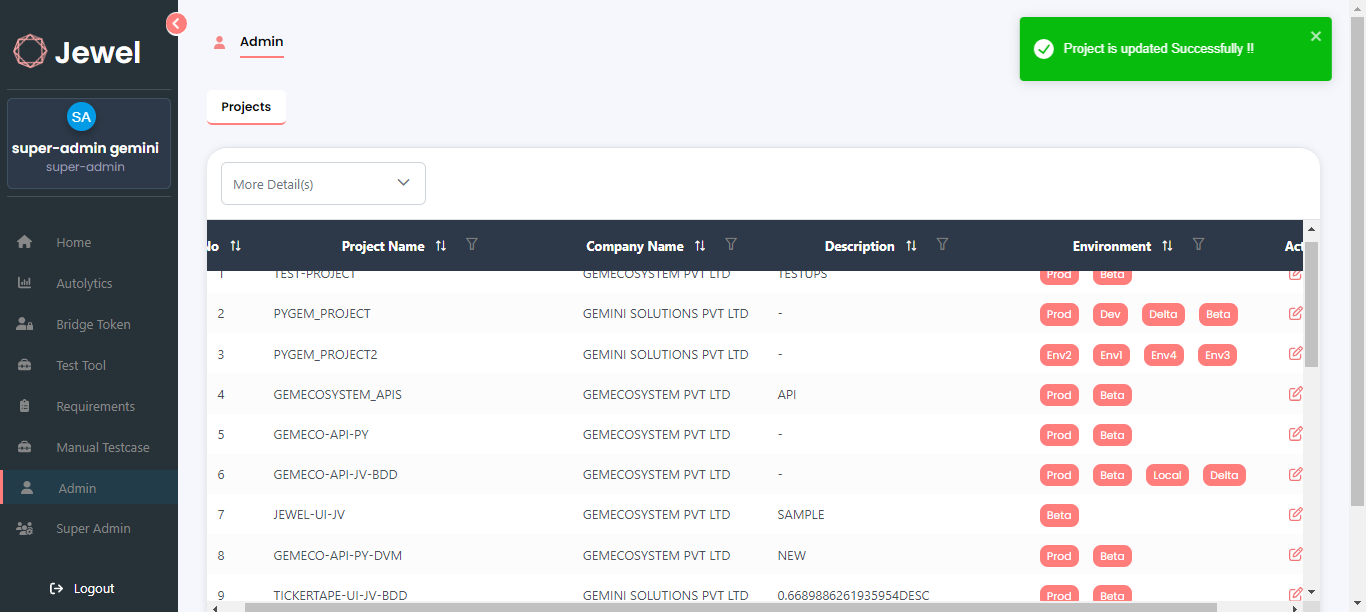 Jewel
SA
super-admin gemini
super-admin
Home
Autolytics
Bridge Token
Test Tool
Requirements
Manual Testcase
Admin
Super Admin
Logout
Admin
Project is updated Successfully !!
Projects
More Detail(s)
No Project Name Company Name Description Environment Act
1 TEST-PROJECT GEMECOSYSTEM PVT LTD TESTUPS Prod Beta
2 PYGEM_PROJECT GEMINI SOLUTIONS PVT LTD - Prod Dev Delta Beta
3 PYGEM_PROJECT2 GEMINI SOLUTIONS PVT LTD - Env2 Env1 Env4 Env3
4 GEMECOSYSTEM_APIS GEMECOSYSTEM PVT LTD API Prod Beta
5 GEMECO-API-PY GEMECOSYSTEM PVT LTD - Prod Beta
6 GEMECO-API-JV-BDD GEMECOSYSTEM PVT LTD - Prod Beta Local Delta
7 JEWEL-UI-JV GEMECOSYSTEM PVT LTD SAMPLE Beta
8 GEMECO-API-PY-DVM GEMECOSYSTEM PVT LTD NEW Prod Beta
9 TICKERTAPE-UI-JV-BDD GEMINI SOLUTIONS PVT LTD 0.6689886261935954DESC Prod Beta